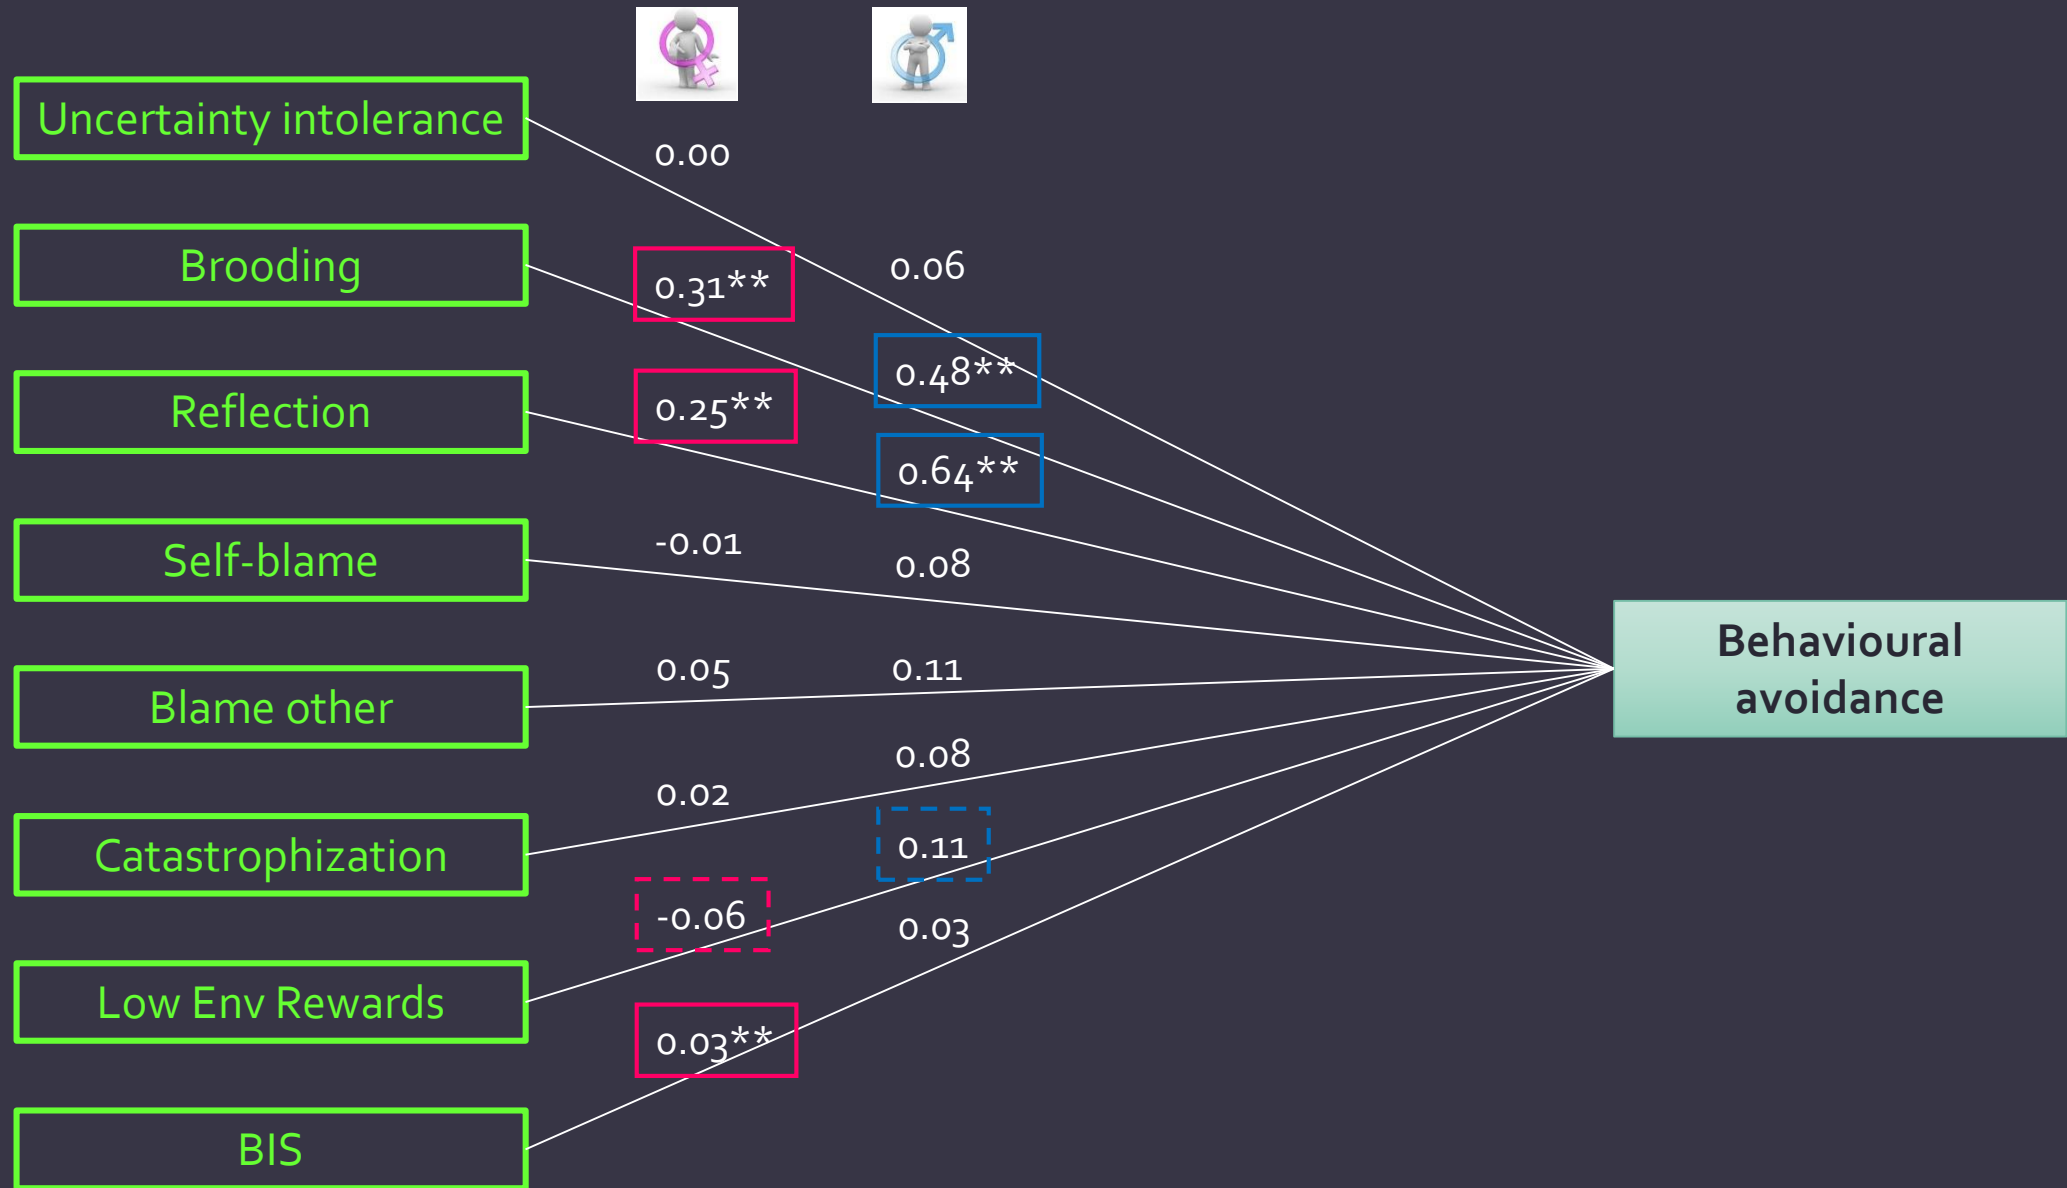 Uncertainty intolerance
0.00
0.06
Brooding
0.31**
0.48**
Reflection
0.25**
0.64**
Self-blame
-0.01
0.08
Blame other
0.05
0.11
Catastrophization
0.02
0.08
Low Env Rewards
-0.06
0.11
BIS
0.03**
0.03
Behavioural
avoidance